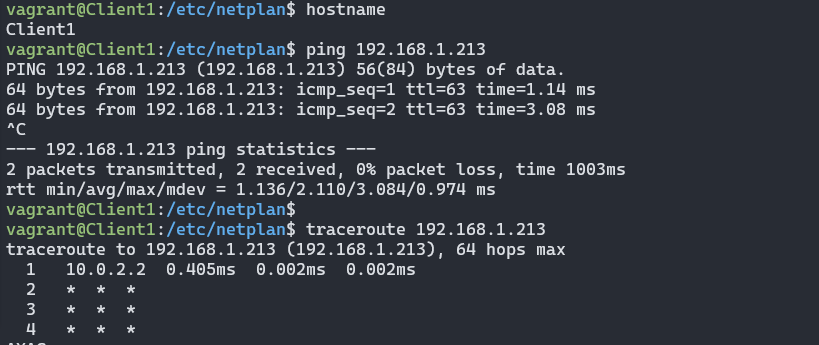 vagrant@Client1:/etc/netplan$ hostname
Client1
vagrant@Client1:/etc/netplan$ ping 192.168.1.213
PING 192.168.1.213 (192.168.1.213) 56(84) bytes of data.
64 bytes from 192.168.1.213: icmp_seq=1 ttl=63 time=1.14 ms
64 bytes from 192.168.1.213: icmp_seq=2 ttl=63 time=3.08 ms
^C
--- 192.168.1.213 ping statistics ---
2 packets transmitted, 2 received, 0% packet loss, time 1003ms
rtt min/avg/max/mdev = 1.136/2.110/3.084/0.974 ms
vagrant@Client1:/etc/netplan$
vagrant@Client1:/etc/netplan$ traceroute 192.168.1.213
traceroute to 192.168.1.213 (192.168.1.213), 64 hops max
1 10.0.2.2 0.405ms 0.002ms 0.002ms
2 * * *
3 * * *
4 * * *